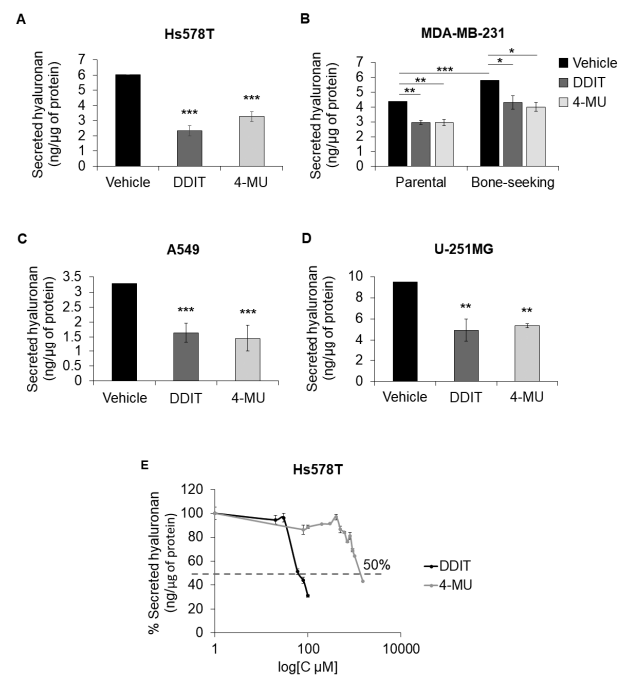 A
Hs578T
Secreted hyaluronan
(ng/µg of protein)
7
6
5
4
3
2
1
0
***
***
Vehicle
DDIT
4-MU
B
MDA-MB-231
Secreted hyaluronan
(ng/µg of protein)
7
6
5
4
3
2
1
0
***
**
**
*
*
Parental
Bone-seeking
Vehicle
DDIT
4-MU
C
A549
Secreted hyaluronan
(ng/µg of protein)
3.5
3
2.5
2
1.5
1
0.5
0
***
***
Vehicle
DDIT
4-MU
D
U-251MG
Secreted hyaluronan
(ng/µg of protein)
10
8
6
4
2
0
**
**
Vehicle
DDIT
4-MU
E
Hs578T
% Secreted hyaluronan
(ng/µg of protein)
120
100
80
60
40
20
0
50%
DDIT
4-MU
1
100
10000
log[C µM]